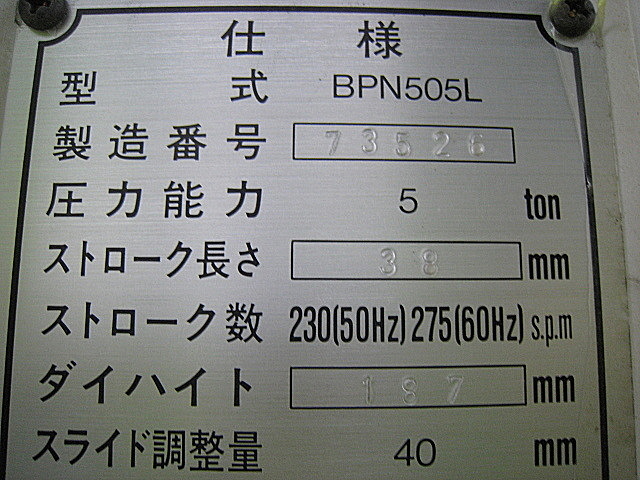 仕様
型式 BPN505L
製造番号 73526
圧力能力 5 ton
ストローク長さ 38 mm
ストローク数 230(50Hz) 275(60Hz) s.p.m
ダイハイト 187 mm
スライド調整量 40 mm